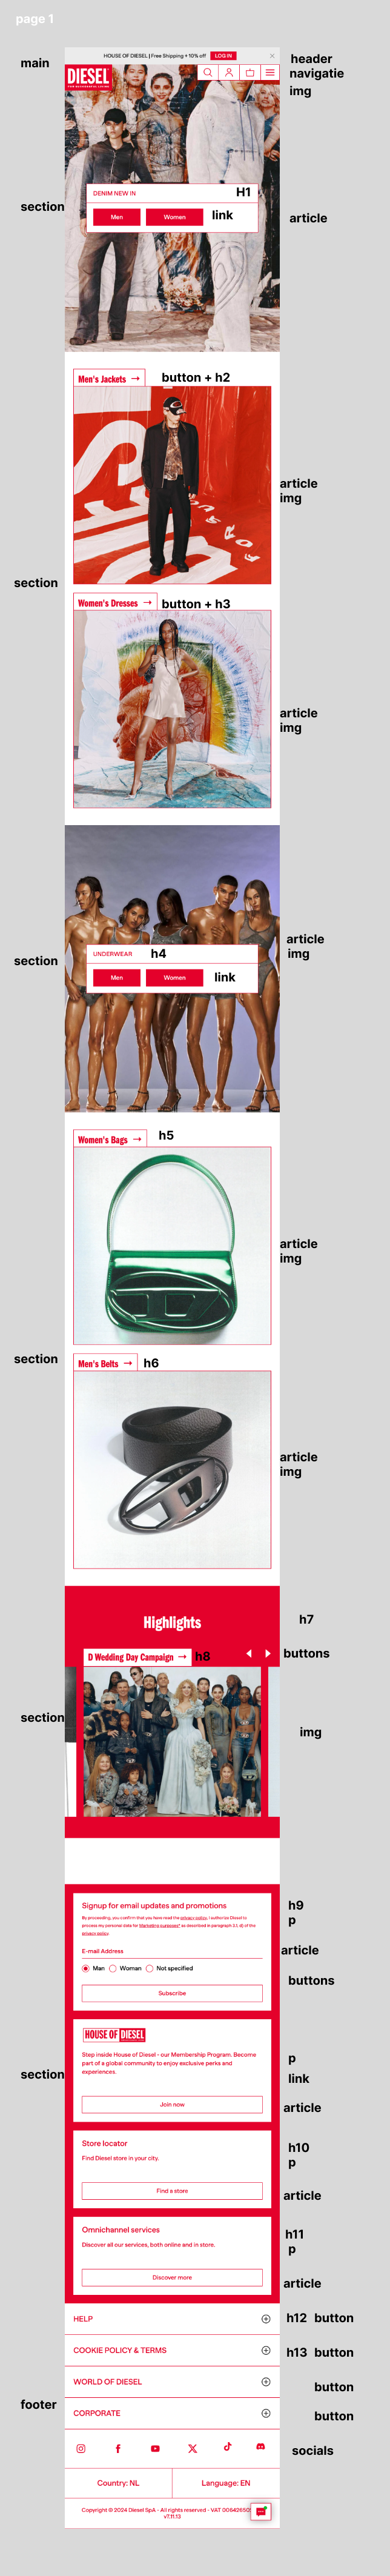 page 1
main
HOUSE OF DIESEL | Free Shipping + 10% off LOG IN
header
navigatie
img
DIESEL
FOR SUCCESSFUL LIVING
section
DENIM NEW IN
H1
Men Women
link
article
Men's Jackets →
button + h2
article
img
section
Women's Dresses →
button + h3
article
img
section
UNDERWEAR
h4
Men Women
link
article
img
Women's Bags →
h5
article
img
section
Men's Belts →
h6
article
img
Highlights
h7
D Wedding Day Campaign →
h8
buttons
section
img
Signup for email updates and promotions
h9
By proceeding, you confirm that you have read the privacy policy, I authorize Diesel to
process my personal data for Marketing purposes* as described in paragraph 3.1, d) of the
privacy policy
p
E-mail Address
article
Man Woman Not specified
buttons
Subscribe
section
HOUSE OF DIESEL
Step inside House of Diesel - our Membership Program. Become
part of a global community to enjoy exclusive perks and
experiences.
p
link
Join now
article
Store locator
h10
Find Diesel store in your city.
p
Find a store
article
Omnichannel services
h11
Discover all our services, both online and in store.
p
Discover more
article
HELP
h12 button
COOKIE POLICY & TERMS
h13 button
WORLD OF DIESEL
button
footer
CORPORATE
button
socials
Country: NL Language: EN
Copyright © 2024 Diesel SpA - All rights reserved - VAT
v7.11.13